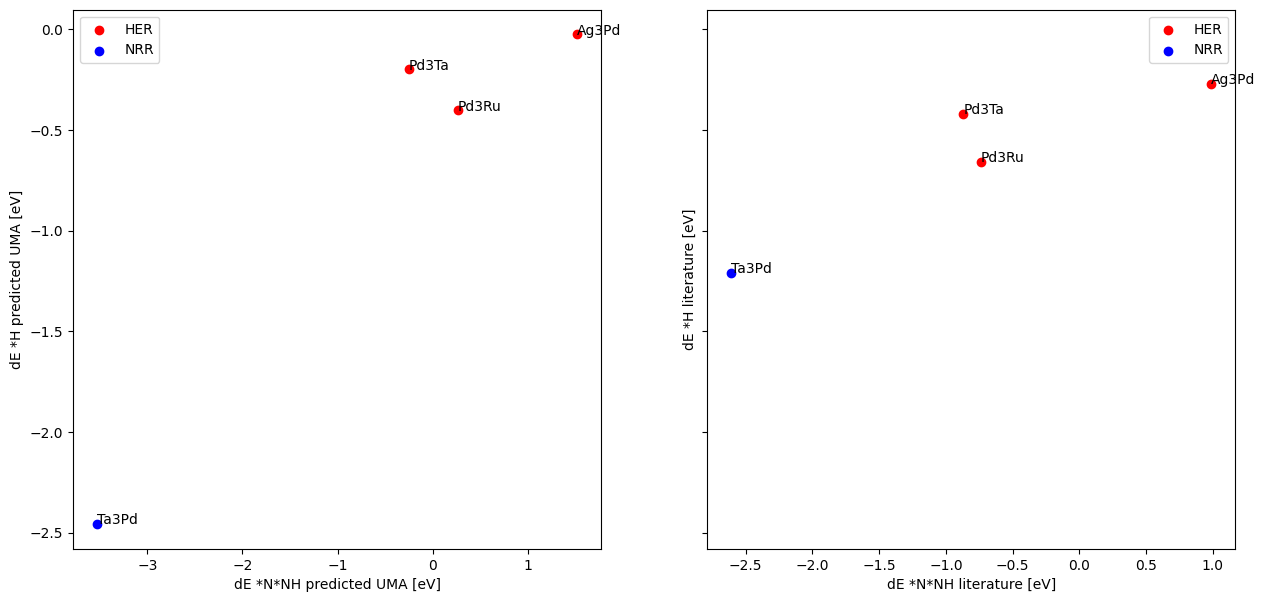 HER
NRR
Ag3Pd
Pd3Ta
Pd3Ru
Ta3Pd
0.0
−0.5
−1.0
−1.5
−2.0
−2.5
dE *H predicted UMA [eV]
−3
−2
−1
0
1
dE *N*NH predicted UMA [eV]
HER
NRR
Ag3Pd
Pd3Ta
Pd3Ru
Ta3Pd
dE *H literature [eV]
−2.5
−2.0
−1.5
−1.0
−0.5
0.0
0.5
1.0
dE *N*NH literature [eV]